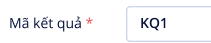 Mã kết quả * KQ1